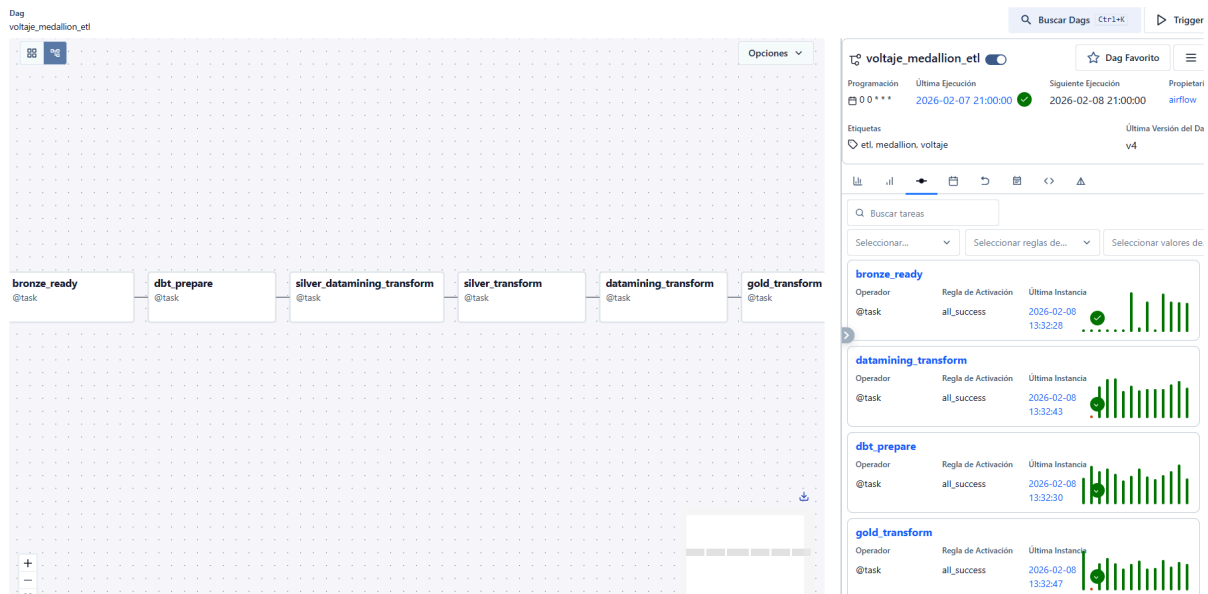 Dag
voltaje_medallion_etl
Buscar Dags Ctrl+K
Trigger
Opciones
bronze_ready
@task
dbt_prepare
@task
silver_datamining_transform
@task
silver_transform
@task
datamining_transform
@task
gold_transform
@task
voltaje_medallion_etl
Dag Favorito
Programación
Última Ejecución
Siguiente Ejecución
Propietari
0 0 * * *
2026-02-07 21:00:00
2026-02-08 21:00:00
airflow
Etiquetas
Última Versión del Da
etl, medallion, voltaje
v4
Buscar tareas
Seleccionar...
Seleccionar reglas de...
Seleccionar valores de
bronze_ready
Operador
Regla de Activación
Última Instancia
@task
all_success
2026-02-08
13:32:28
datamining_transform
Operador
Regla de Activación
Última Instancia
@task
all_success
2026-02-08
13:32:43
dbt_prepare
Operador
Regla de Activación
Última Instancia
@task
all_success
2026-02-08
13:32:30
gold_transform
Operador
Regla de Activación
Última Instancia
@task
all_success
2026-02-08
13:32:47